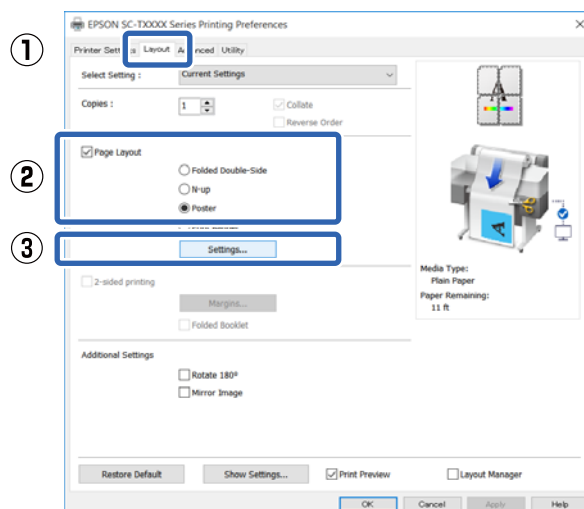 EPSON SC-TXXXX Series Printing Preferences
① Layout Utility
Select Setting : Current Settings
Copies : 1 Collate
Reverse Order
② Page Layout
Folded Double-Side
N-up
Poster
③ Settings...
2-sided printing
Margins...
Folded Booklet
Additional Settings
Rotate 180°
Mirror Image
Media Type:
Plain Paper
Paper Remaining:
11 ft
Restore Default Show Settings... Print Preview Layout Manager
OK Cancel Apply Help